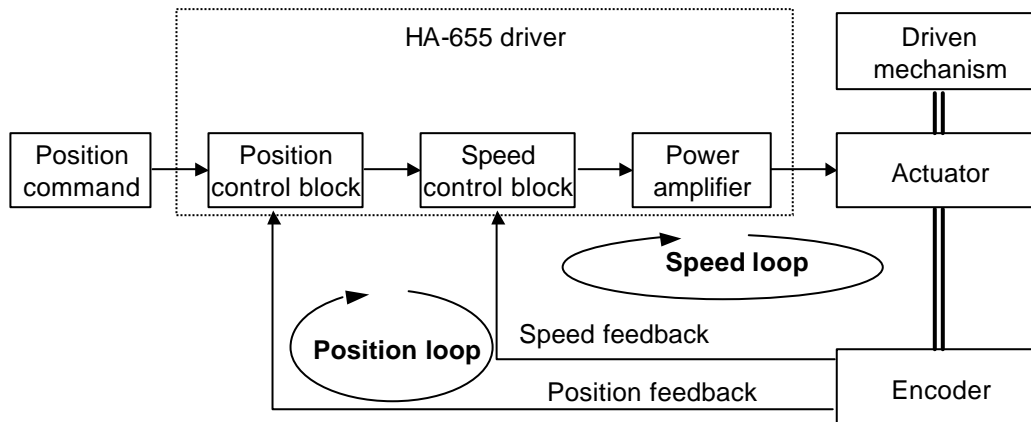 HA-655 driver
Driven
mechanism
Position
command
Position
control block
Speed
control block
Power
amplifier
Actuator
Speed loop
Position loop
Speed feedback
Position feedback
Encoder